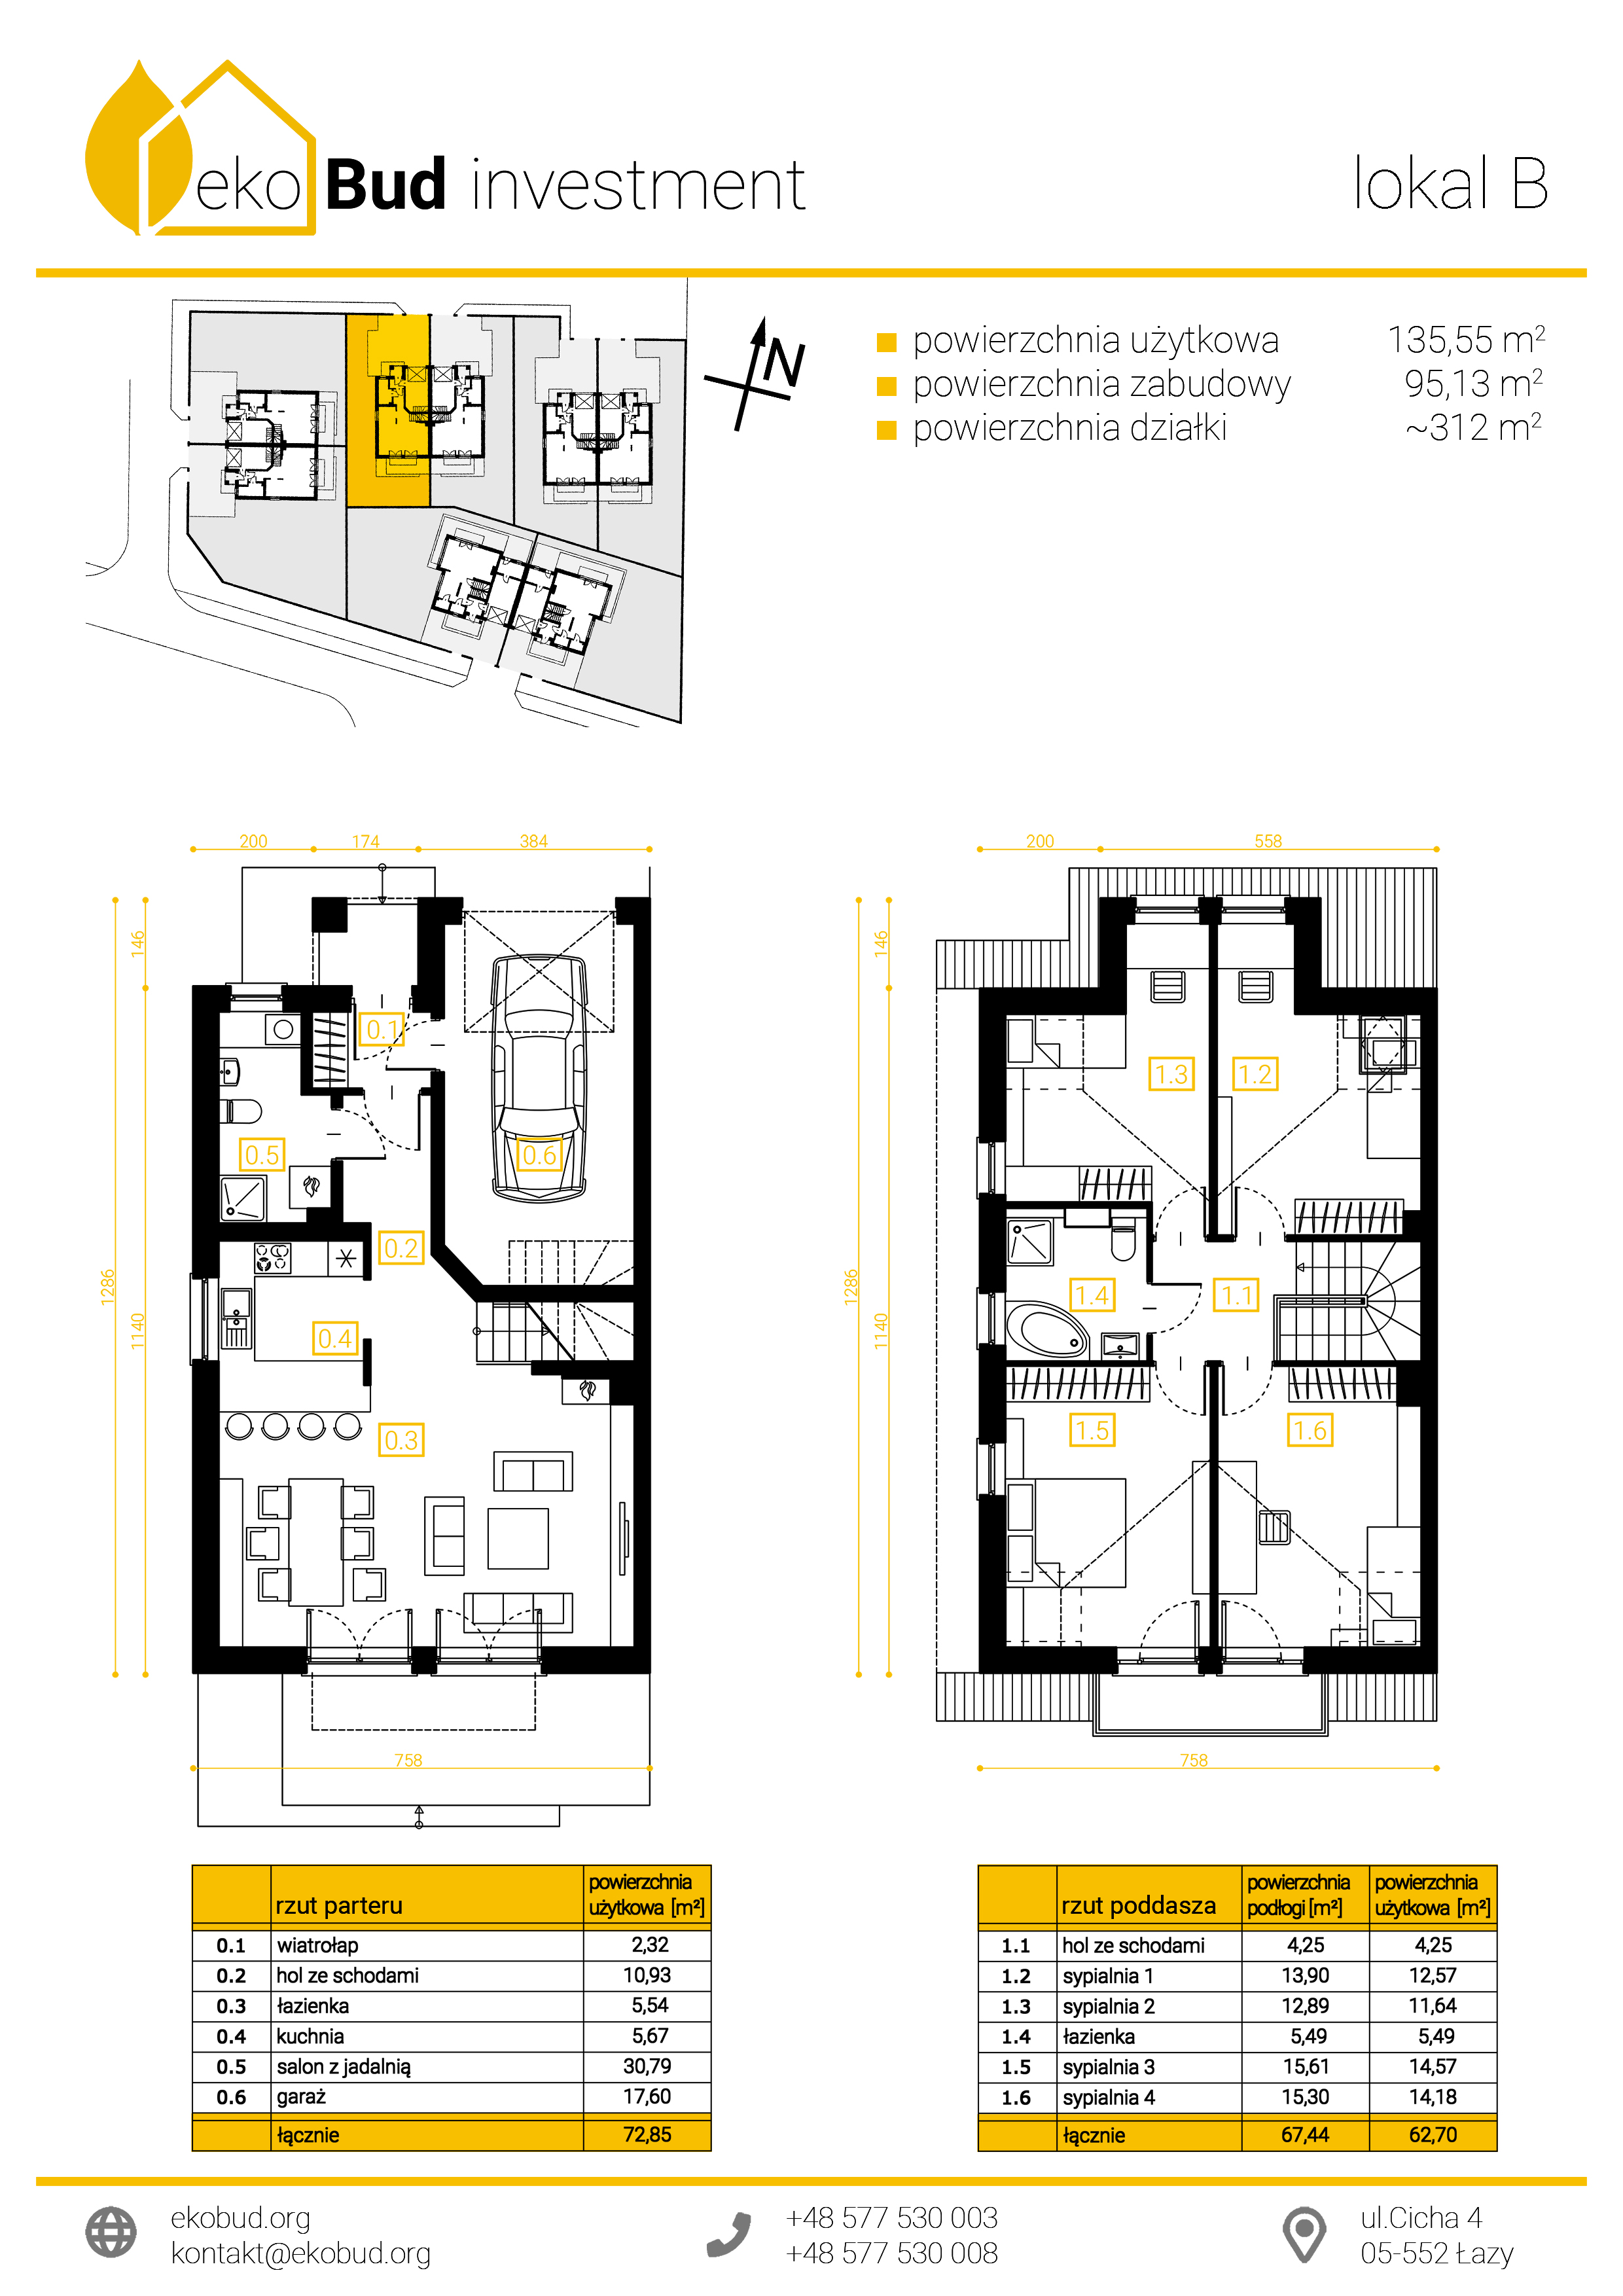 eko Bud investment
lokal B
N
powierzchnia użytkowa 135,55 m²
powierzchnia zabudowy 95,13 m²
powierzchnia działki ~312 m²
200 174 384
146
1286
1140
0.1
0.5
0.6
0.2
0.4
0.3
758
200 558
146
1286
1140
1.3
1.2
1.4
1.1
1.5
1.6
758
rzut parteru powierzchnia użytkowa [m²]
0.1 wiatrołap 2,32
0.2 hol ze schodami 10,93
0.3 łazienka 5,54
0.4 kuchnia 5,67
0.5 salon z jadalnią 30,79
0.6 garaż 17,60
łącznie 72,85
rzut poddasza powierzchnia podłogi [m²] powierzchnia użytkowa [m²]
1.1 hol ze schodami 4,25 4,25
1.2 sypialnia 1 13,90 12,57
1.3 sypialnia 2 12,89 11,64
1.4 łazienka 5,49 5,49
1.5 sypialnia 3 15,61 14,57
1.6 sypialnia 4 15,30 14,18
łącznie 67,44 62,70
ekobud.org
kontakt@ekobud.org
+48 577 530 003
+48 577 530 008
ul.Cicha 4
05-552 Łazy